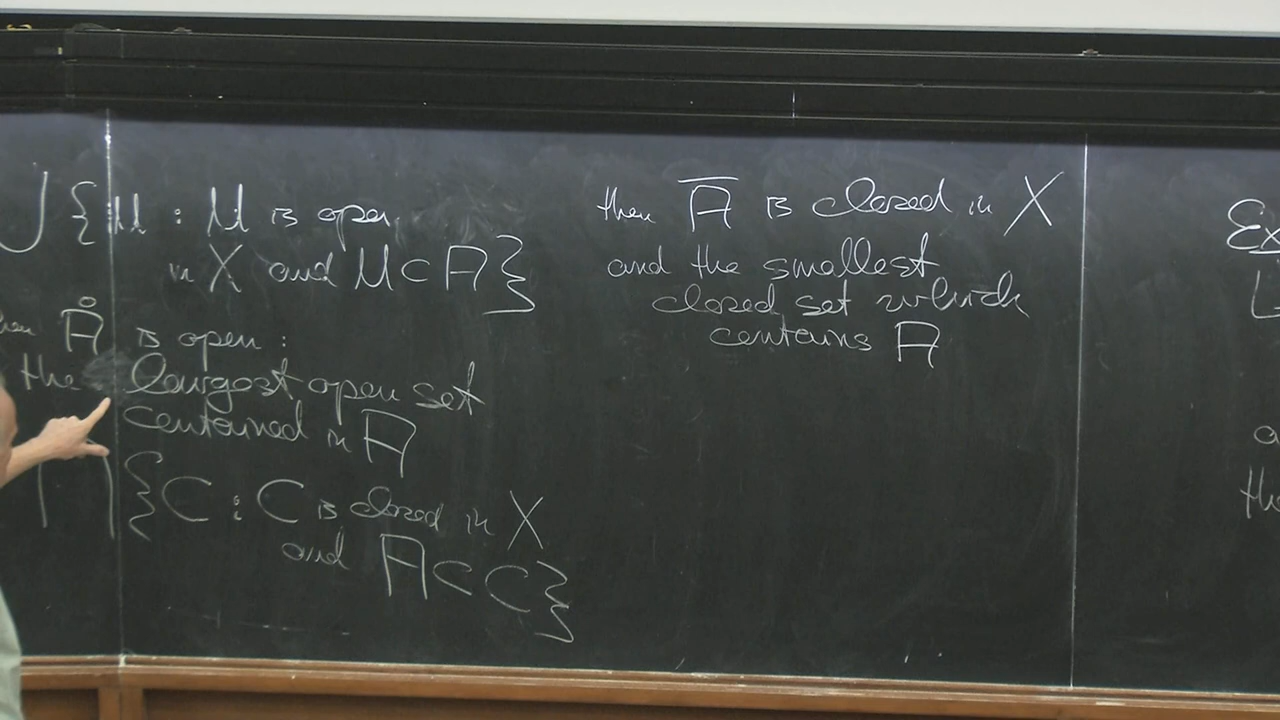 ⋃ { U : U is open
in X and U ⊂ A }
then Å is open :
the largest open set
contained in A
⋂ { C : C is closed in X
and A ⊂ C }
then A̅ is closed in X
and the smallest
closed set which
contains A
Ex